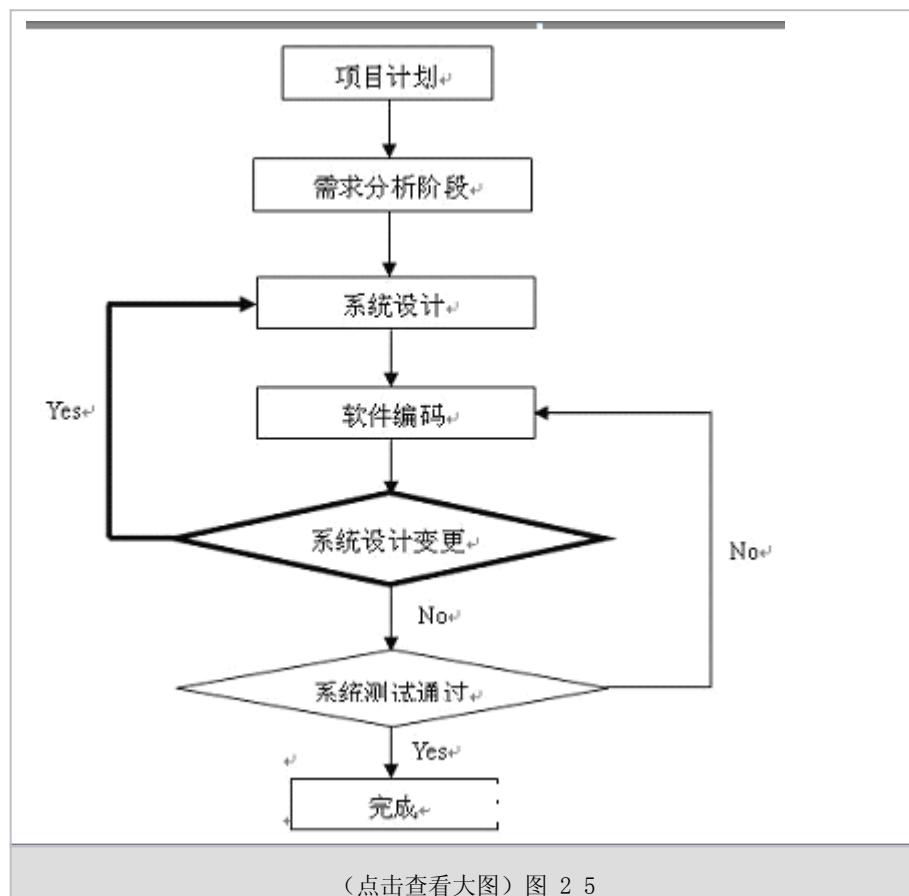 项目计划↵
需求分析阶段↵
系统设计↵
Yes↵
软件编码↵
系统设计变更↵
No↵
No↵
系统测试通过↵
Yes↵
↵
完成↵
↵
（点击查看大图）图 2 5